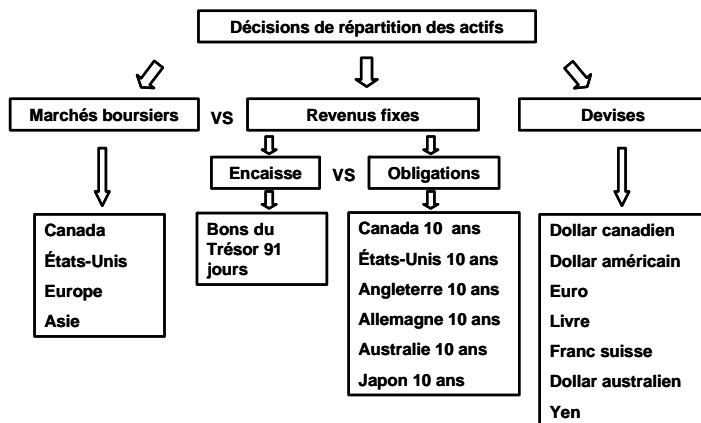 Décisions de répartition des actifs
Marchés boursiers
VS
Revenus fixes
Devises
Encaisse
VS
Obligations
Canada
États-Unis
Europe
Asie
Bons du
Trésor 91
jours
Canada 10 ans
États-Unis 10 ans
Angleterre 10 ans
Allemagne 10 ans
Australie 10 ans
Japon 10 ans
Dollar canadien
Dollar américain
Euro
Livre
Franc suisse
Dollar australien
Yen